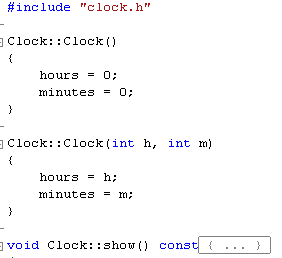 #include "clock.h"
Clock::Clock()
{
    hours = 0;
    minutes = 0;
}
Clock::Clock(int h, int m)
{
    hours = h;
    minutes = m;
}
void Clock::show() const{ ... }